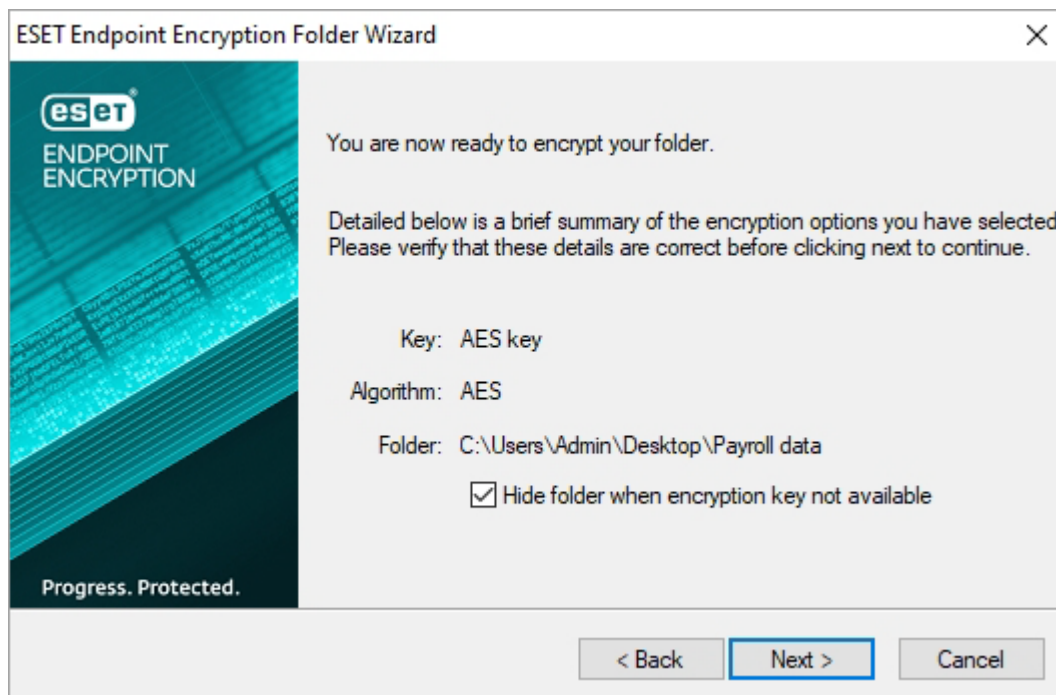 ESET Endpoint Encryption Folder Wizard
eseT®
ENDPOINT
ENCRYPTION
You are now ready to encrypt your folder.
Detailed below is a brief summary of the encryption options you have selected
Please verify that these details are correct before clicking next to continue.
Key: AES key
Algorithm: AES
Folder: C:\Users\Admin\Desktop\Payroll data
Hide folder when encryption key not available
Progress. Protected.
< Back
Next >
Cancel